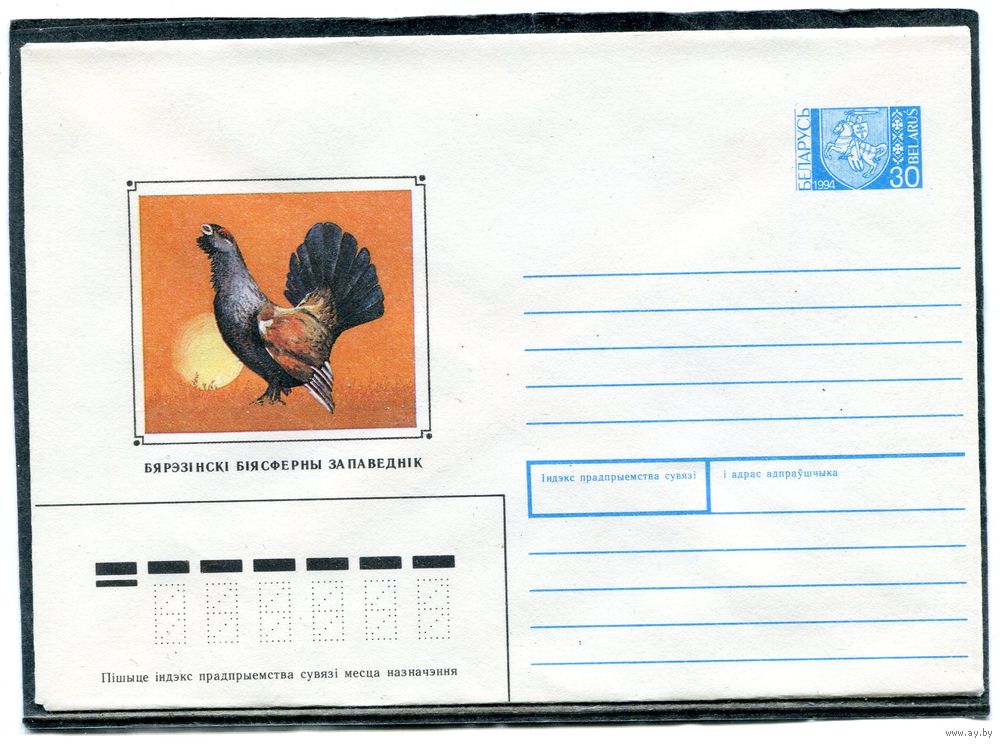 БЕЛАРУСЬ
1994
30
BELARUŚ
БЯРЭЗІНСКІ БІЯСФЕРНЫ ЗАПАВЕДНІК
Індэкс прадпрыемства сувязі
і адрас адпраўшчыка
Пішыце індэкс прадпрыемства сувязі месца назначэння
www.ay.by